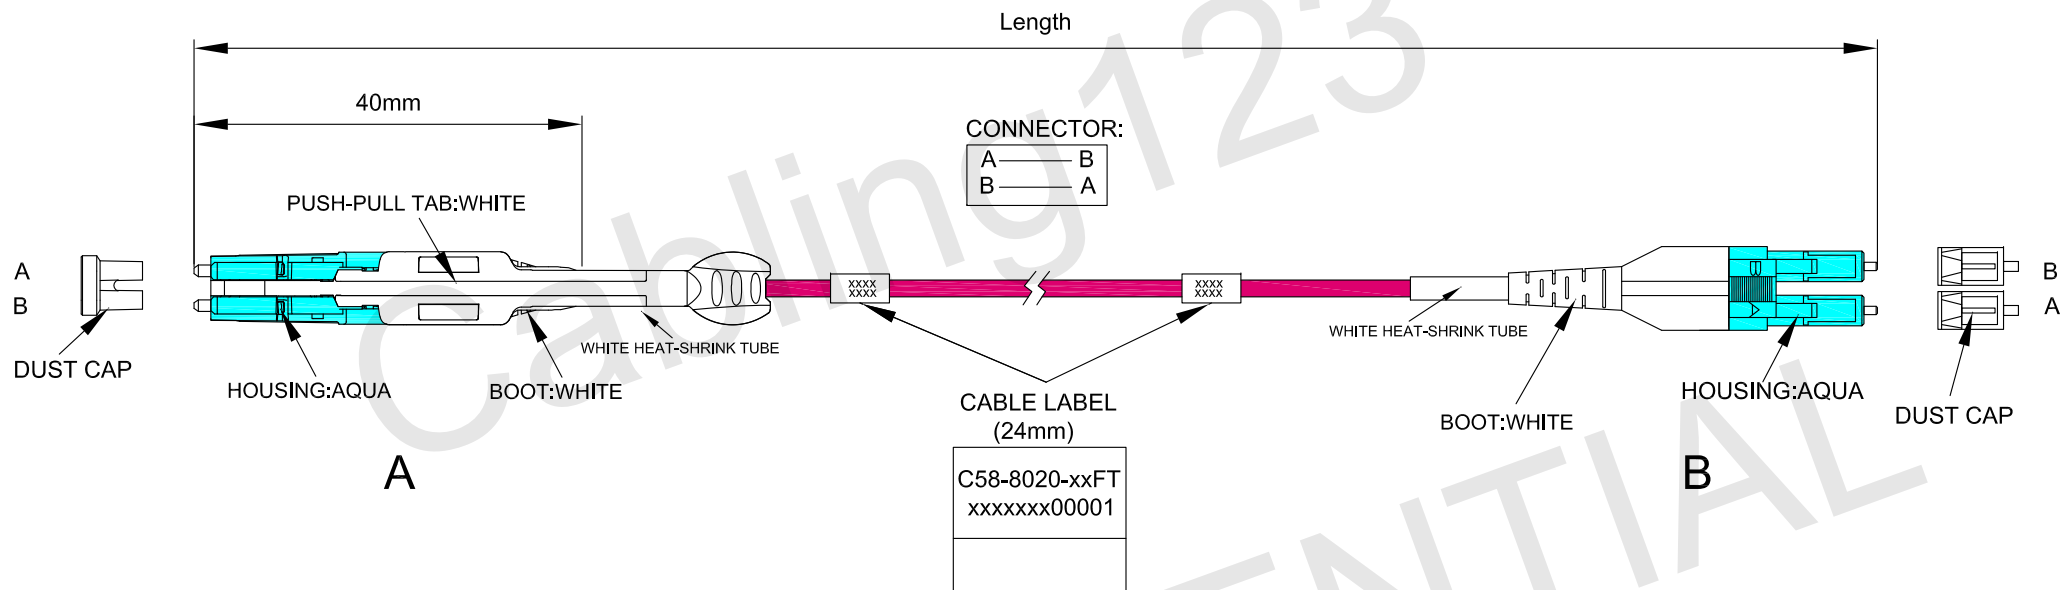 Length
40mm
CONNECTOR:
A B
B A
PUSH-PULL TAB:WHITE
A
B
DUST CAP
HOUSING:AQUA
BOOT:WHITE
WHITE HEAT-SHRINK TUBE
XXXX
XXXX
XXXX
XXXX
WHITE HEAT-SHRINK TUBE
B
A
B
A
HOUSING:AQUA
BOOT:WHITE
DUST CAP
CABLE LABEL
(24mm)
C58-8020-xxFT
xxxxxxx00001
A
B
Cabling123
ENTIAL